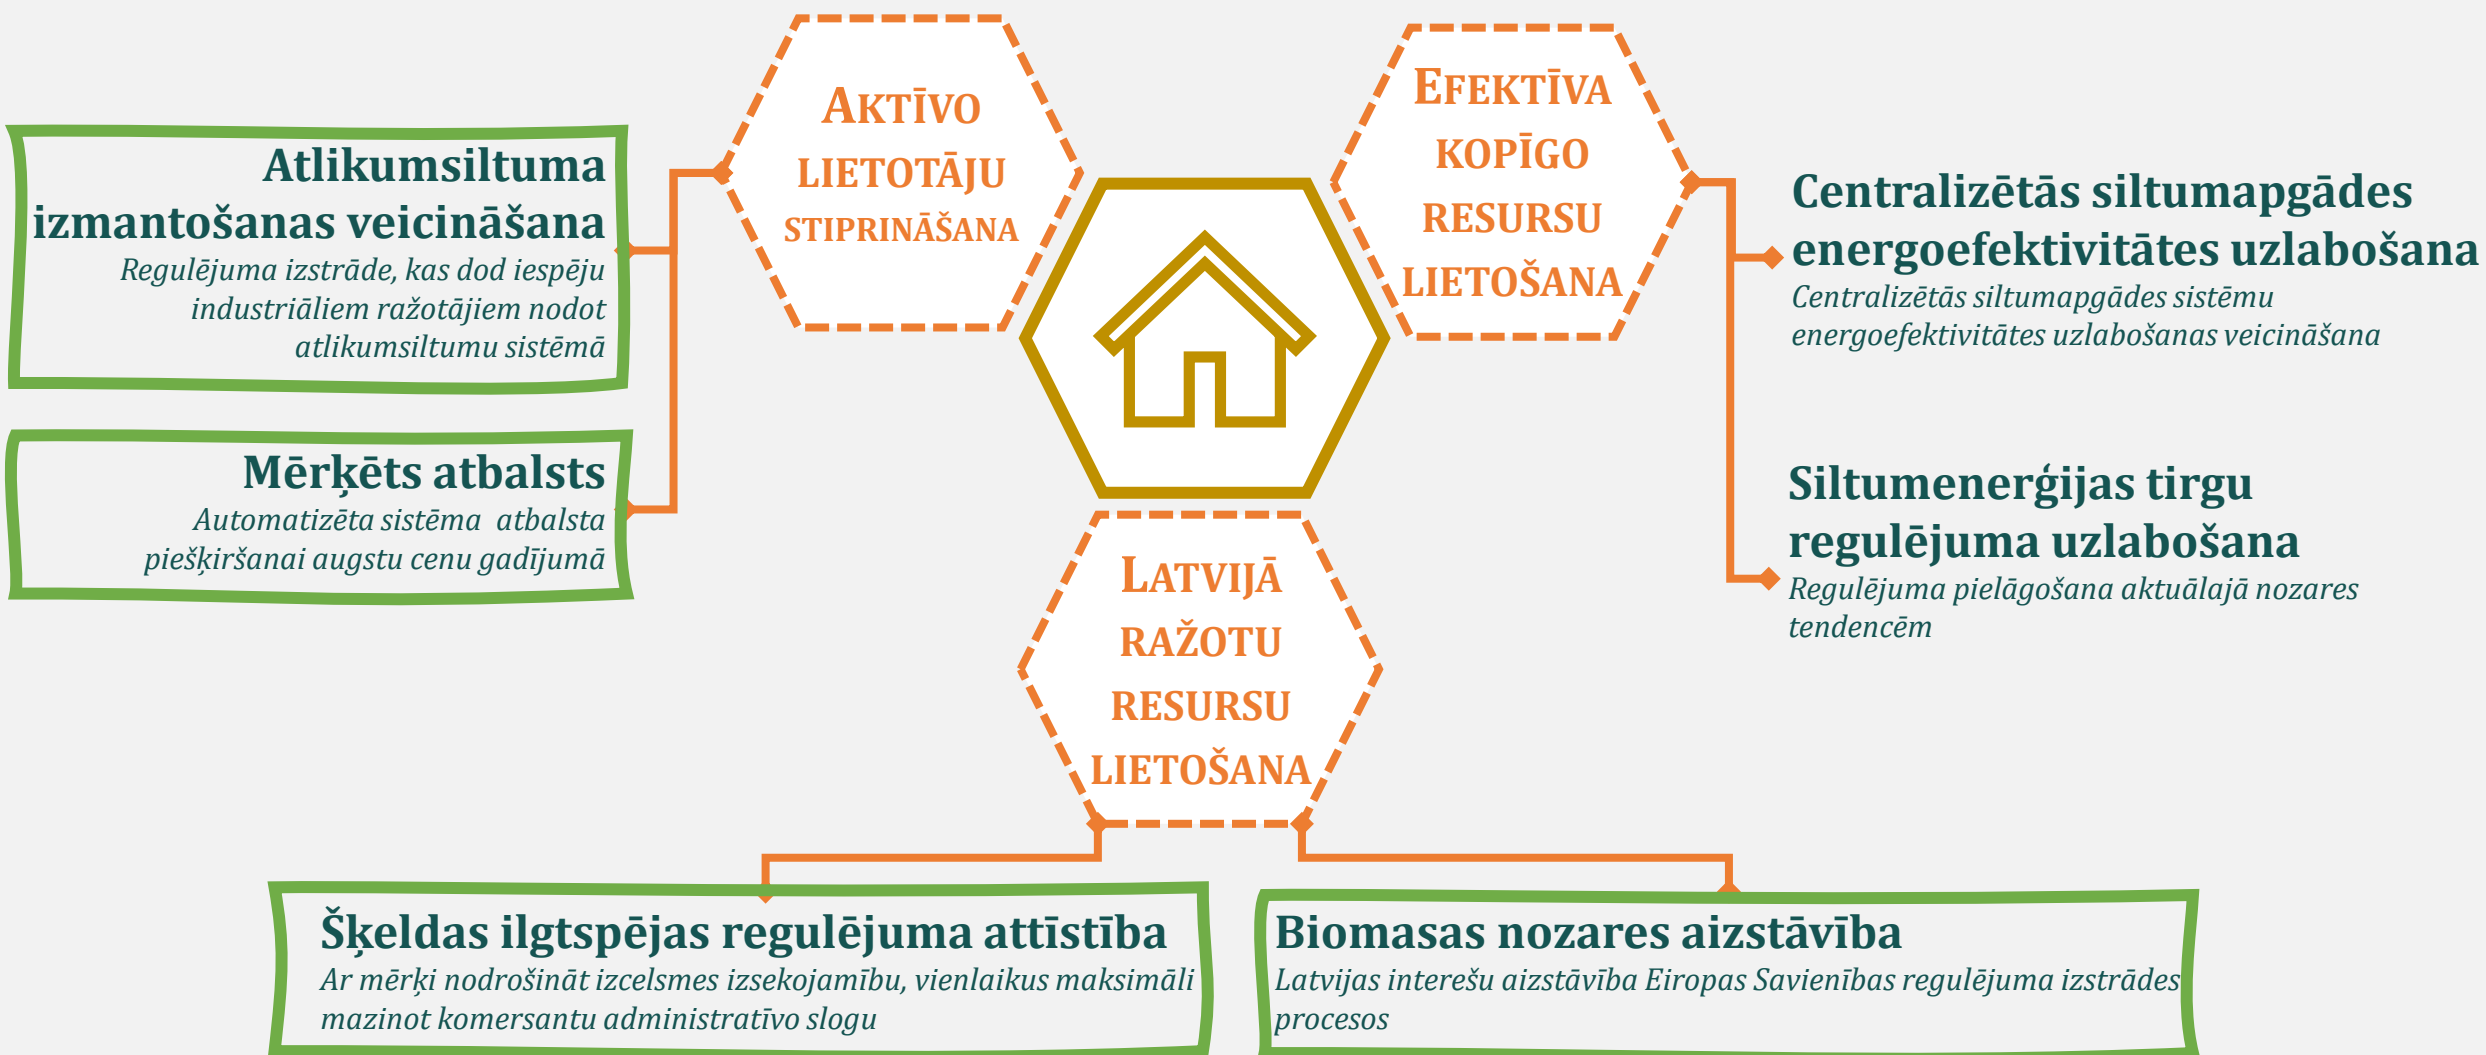 AKTĪVO
LIETOTĀJU
STIPRINĀŠANA
EFEKTĪVA
KOPĪGO
RESURSU
LIETOŠANA
Atlikumsiltuma
izmantošanas veicināšana
Regulējuma izstrāde, kas dod iespēju
industriāliem ražotājiem nodot
atlikumsiltumu sistēmā
Mērķēts atbalsts
Automatizēta sistēma atbalsta
piešķiršanai augstu cenu gadījumā
Centralizētās siltumapgādes
energoefektivitātes uzlabošana
Centralizētās siltumapgādes sistēmu
energoefektivitātes uzlabošanas veicināšana
Siltumenerģijas tirgu
regulējuma uzlabošana
Regulējuma pielāgošana aktuālajā nozares
tendencēm
LATVIJĀ
RAŽOTU
RESURSU
LIETOŠANA
Šķeldas ilgtspējas regulējuma attīstība
Ar mērķi nodrošināt izcelsmes izsekojamību, vienlaikus maksimāli
mazinot komersantu administratīvo slogu
Biomasas nozares aizstāvība
Latvijas interešu aizstāvība Eiropas Savienības regulējuma izstrādes
procesos